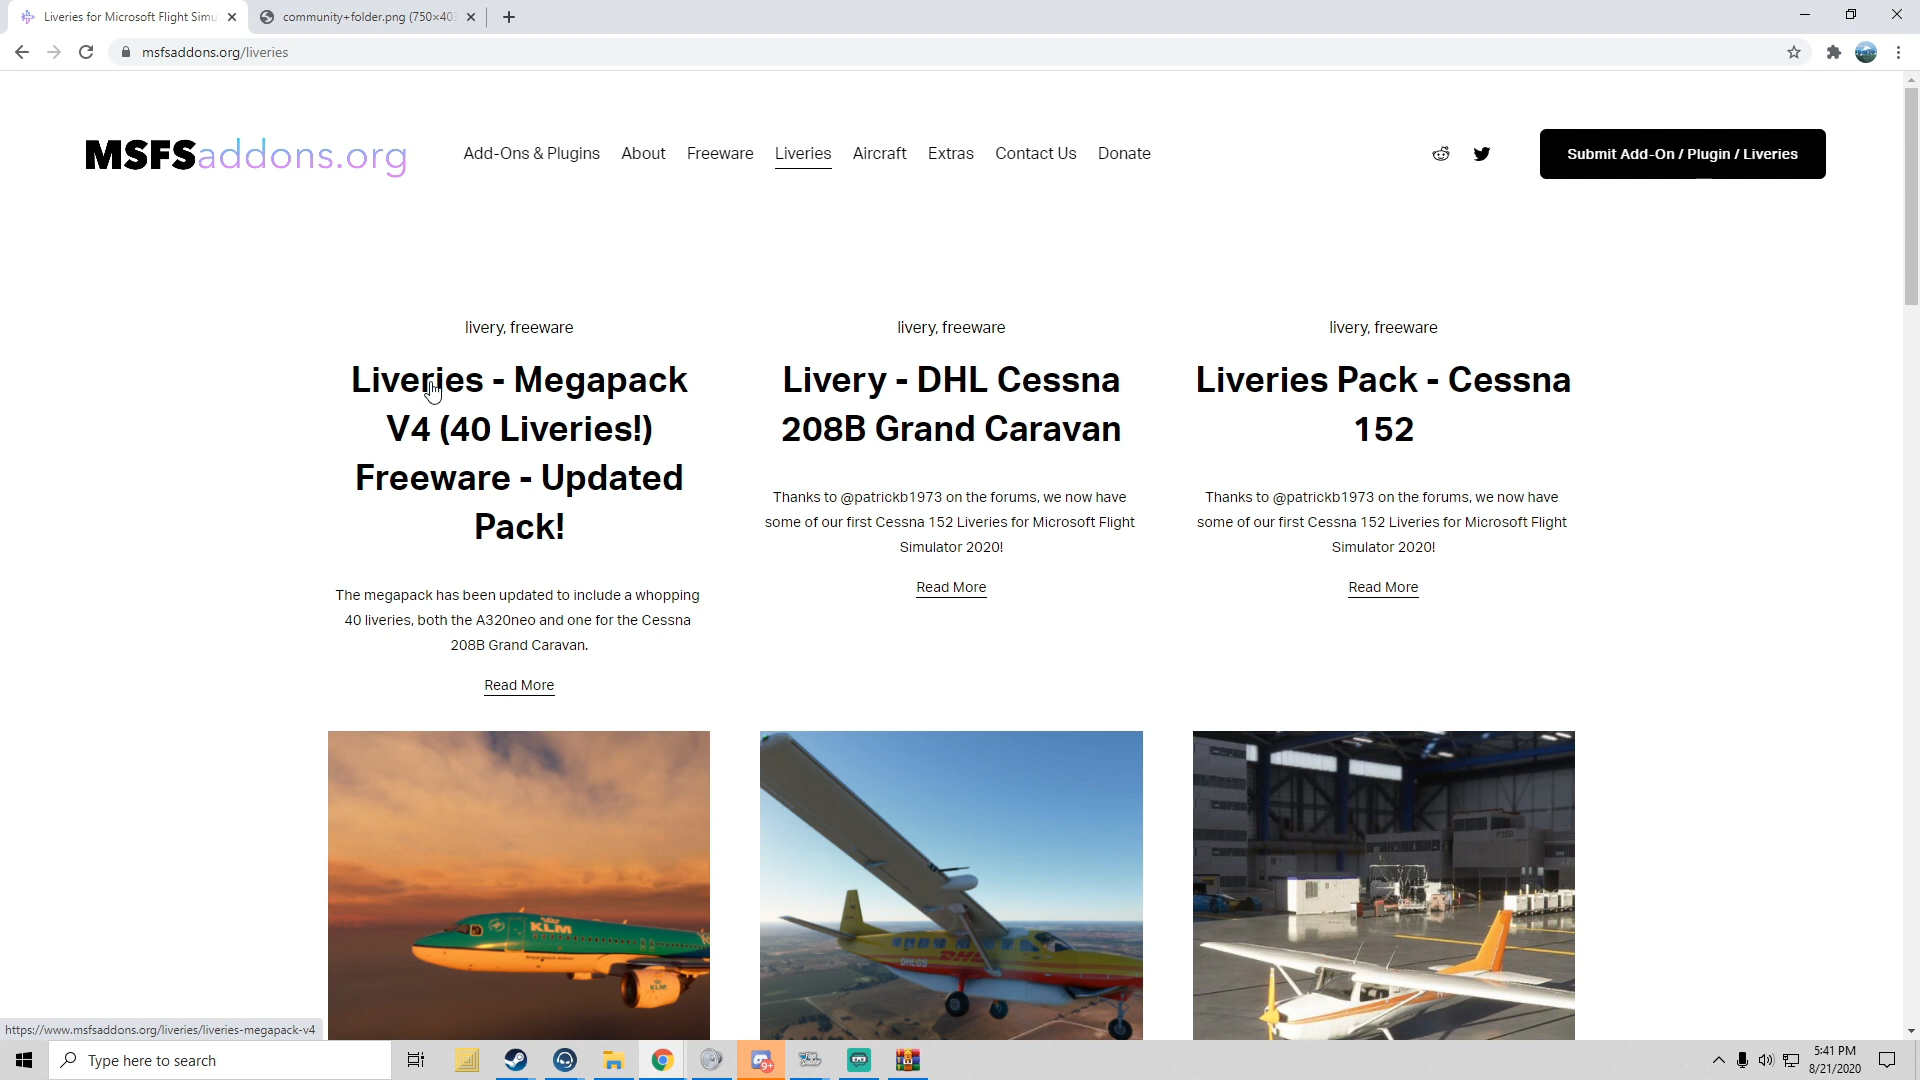 Liveries for Microsoft Flight Simu
community+folder.png (750×40
msfsaddons.org/liveries
MSFSaddons.org
Add-Ons & Plugins
About
Freeware
Liveries
Aircraft
Extras
Contact Us
Donate
Submit Add-On / Plugin / Liveries
livery, freeware
Liveries - Megapack
V4 (40 Liveries!)
Freeware - Updated
Pack!
The megapack has been updated to include a whopping
40 liveries, both the A320neo and one for the Cessna
208B Grand Caravan.
Read More
livery, freeware
Livery - DHL Cessna
208B Grand Caravan
Thanks to @patrickb1973 on the forums, we now have
some of our first Cessna 152 Liveries for Microsoft Flight
Simulator 2020!
Read More
livery, freeware
Liveries Pack - Cessna
152
Thanks to @patrickb1973 on the forums, we now have
some of our first Cessna 152 Liveries for Microsoft Flight
Simulator 2020!
Read More
KLM
KLM
DHL
https://www.msfsaddons.org/liveries/liveries-megapack-v4
Type here to search
9+
5:41 PM
8/21/2020